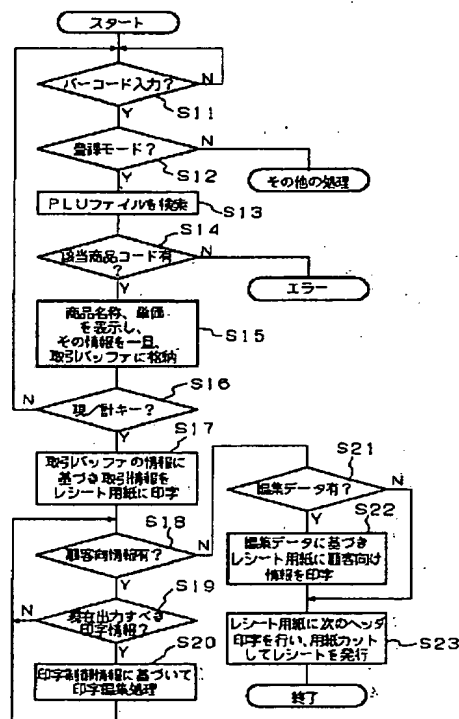 スタート
バーコード入力?
N
S11
Y
登録モード?
N
S12
Y
その他の処理
PLUファイルを検索
S13
S14
該当商品コード有
?
N
Y
エラー
商品名称、単価
を表示し、
その情報を一旦、
取引バッファに格納
S15
S16
N
現/計キー?
Y
S17
取引バッファの情報に
基づき取引情報を
レシート用紙に印字
S18
顧客向情報有?
N
Y
S19
N
現在出力すべき
印字情報?
Y
S20
印字制御情報に基づいて
印字編集処理
S21
編集データ有?
N
Y
S22
編集データに基づき
レシート用紙に顧客向け
情報を印字
レシート用紙に次のヘッダ
印字を行い、用紙カット
してレシートを発行
S23
終了